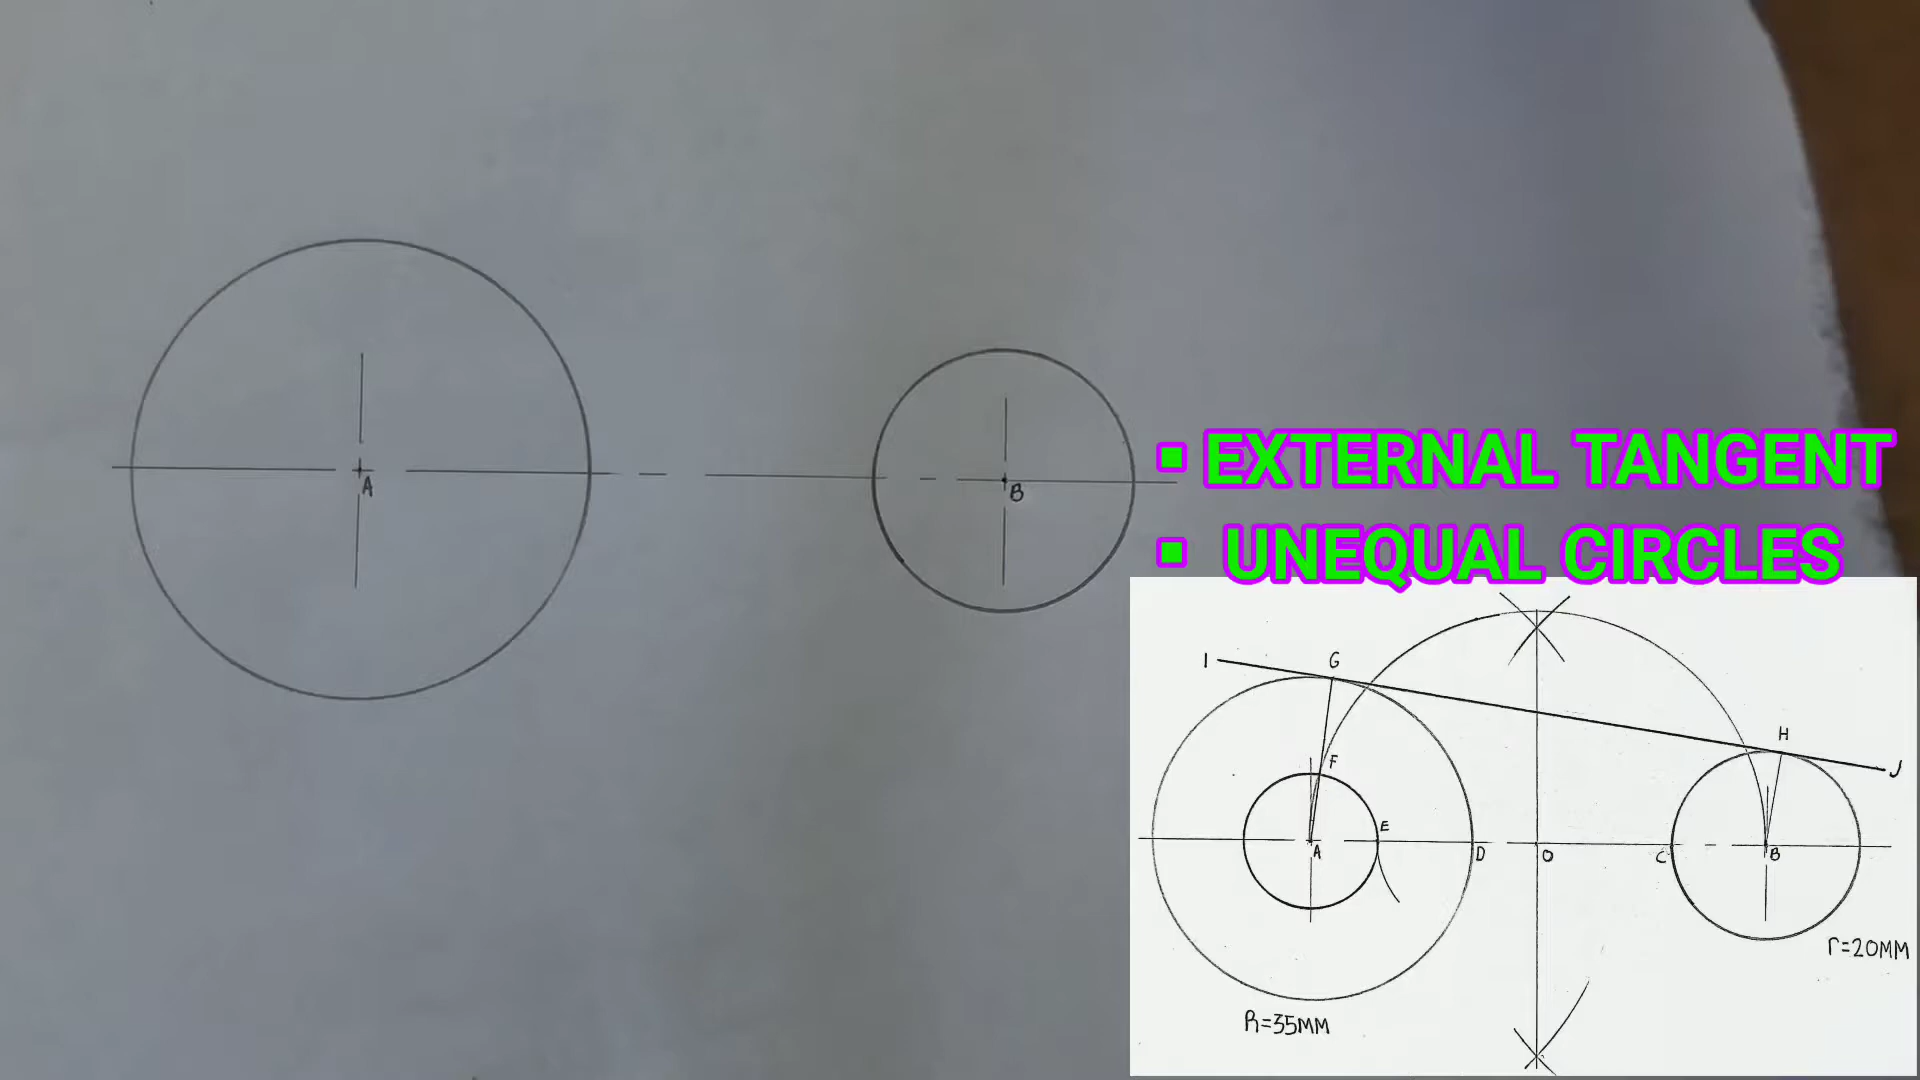 A
B
▪ EXTERNAL TANGENT
▪ UNEQUAL CIRCLES
I
G
H
J
F
E
A
D
O
C
B
r=20MM
R=35MM